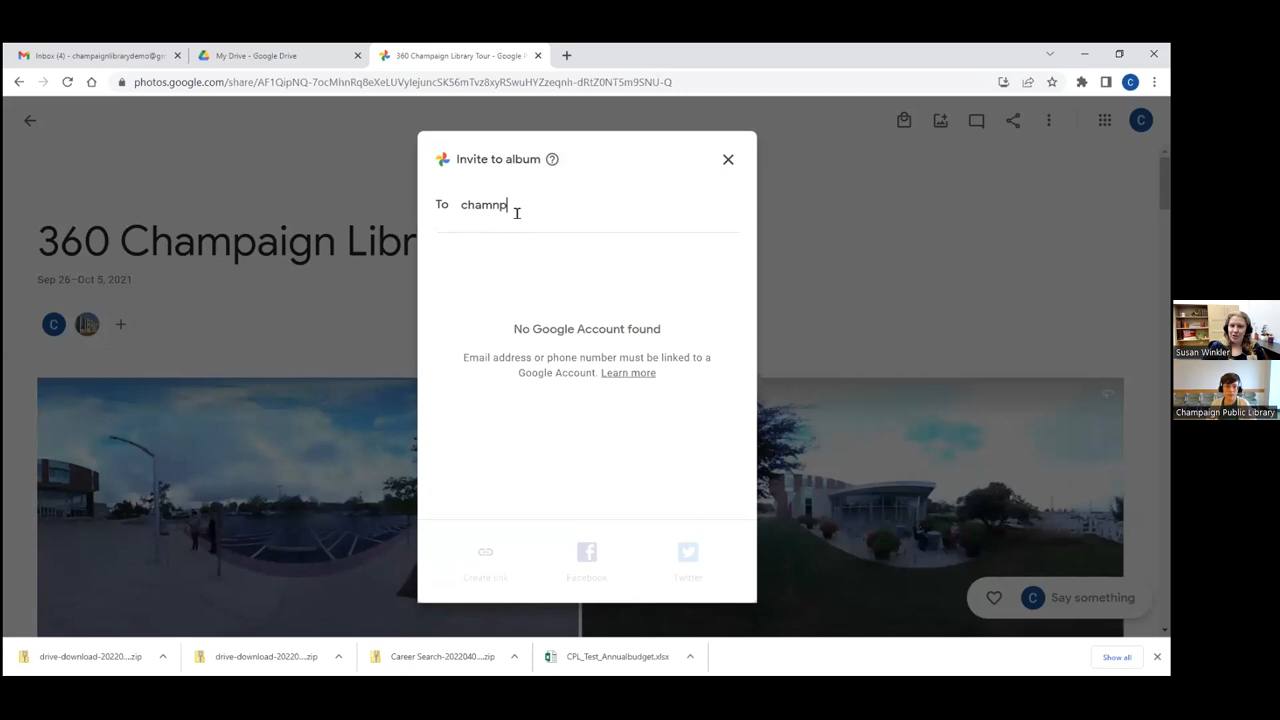 Inbox (4) - champaignlibrarydemo@gm
My Drive - Google Drive
360 Champaign Library Tour - Google P
photos.google.com/share/AF1QipNQ-7ocMhnRq8eXeLUVyIejuncSK56mTvz8xyRSwuHYZzeqnh-dRtZ0NT5m9SNU-Q
C
C
Invite to album
To chamnp
360 Champaign Libr
Sep 26–Oct 5, 2021
C
No Google Account found
Email address or phone number must be linked to a
Google Account. Learn more
Susan Winkler
Champaign Public Library
Create link
Facebook
Twitter
C Say something
drive-download-20220....zip
drive-download-20220....zip
Career Search-2022040....zip
CPL_Test_Annualbudget.xlsx
Show all